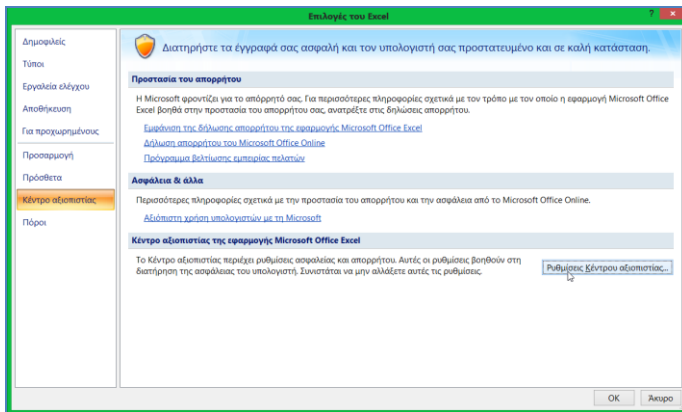 Επιλογές του Excel
? ×
Δημοφιλείς
Τύποι
Εργαλεία ελέγχου
Αποθήκευση
Για προχωρημένους
Προσαρμογή
Πρόσθετα
Κέντρο αξιοπιστίας
Πόροι
Διατηρήστε τα έγγραφά σας ασφαλή και τον υπολογιστή σας προστατευμένο και σε καλή κατάσταση.
Προστασία του απορρήτου
Η Microsoft φροντίζει για το απόρρητό σας. Για περισσότερες πληροφορίες σχετικά με τον τρόπο με τον οποίο η εφαρμογή Microsoft Office
Excel βοηθά στην προστασία του απορρήτου σας, ανατρέξτε στις δηλώσεις απορρήτου.
Εμφάνιση της δήλωσης απορρήτου της εφαρμογής Microsoft Office Excel
Δήλωση απορρήτου του Microsoft Office Online
Πρόγραμμα βελτίωσης εμπειρίας πελατών
Ασφάλεια & άλλα
Περισσότερες πληροφορίες σχετικά με την προστασία του απορρήτου και την ασφάλεια από το Microsoft Office Online.
Αξιόπιστη χρήση υπολογιστών με τη Microsoft
Κέντρο αξιοπιστίας της εφαρμογής Microsoft Office Excel
Το Κέντρο αξιοπιστίας περιέχει ρυθμίσεις ασφαλείας και απορρήτου. Αυτές οι ρυθμίσεις βοηθούν στη
διατήρηση της ασφάλειας του υπολογιστή. Συνιστάται να μην αλλάξετε αυτές τις ρυθμίσεις.
Ρυθμίσεις Κέντρου αξιοπιστίας...
OK
Άκυρο